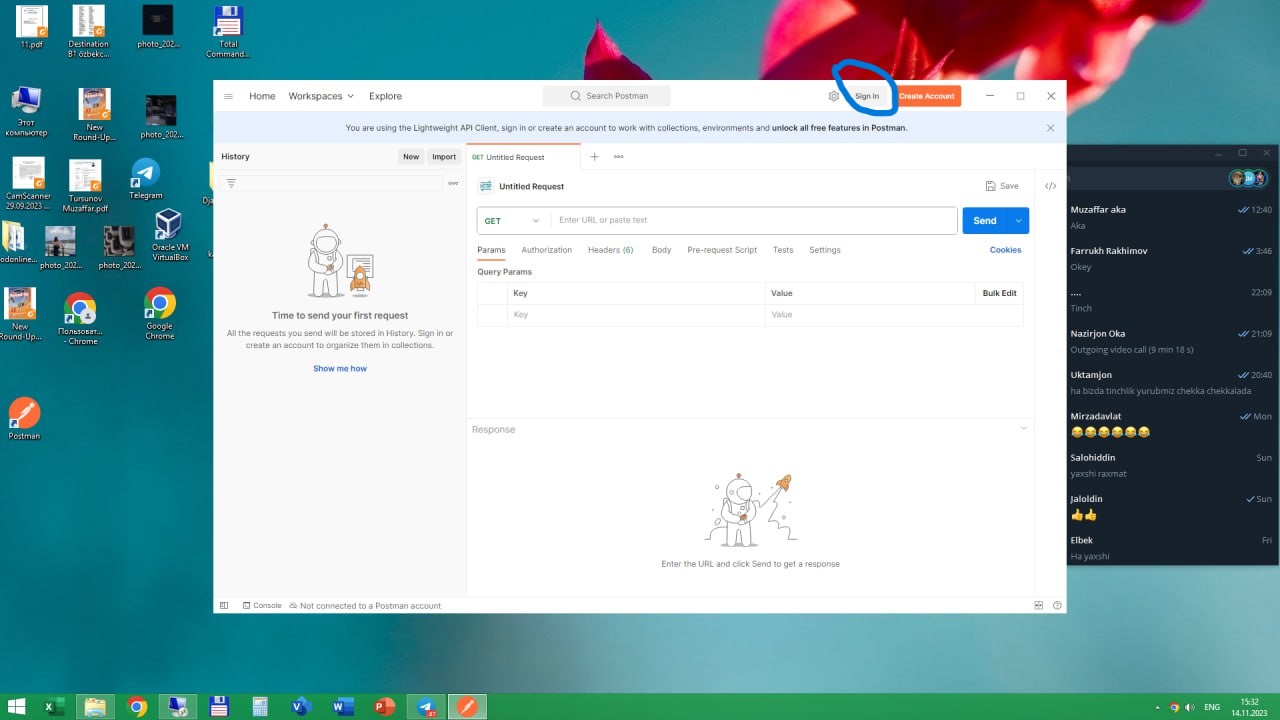 11.pdf
Destination
B1 özbekc...
photo_202...
Total
Command...
Этот
компьютер
New
Round-Up...
photo_202...
CamScanner
29.09.2023 ...
Tursunov
Muzaffar.pdf
Telegram
Dja
odonline...
photo_202...
photo_202...
Oracle VM
VirtualBox
ka
New
Round-Up...
Пользоват...
- Chrome
Google
Chrome
Postman
Home
Workspaces
Explore
Search Postman
Sign In
Create Account
You are using the Lightweight API Client, sign in or create an account to work with collections, environments and unlock all free features in Postman.
History
New
Import
GET Untitled Request
Untitled Request
Save
</>
GET
Enter URL or paste text
Send
Params
Authorization
Headers (6)
Body
Pre-request Script
Tests
Settings
Cookies
Query Params
Key
Value
Bulk Edit
Key
Value
Time to send your first request
All the requests you send will be stored in History. Sign in or
create an account to organize them in collections.
Show me how
Response
Enter the URL and click Send to get a response
Console
Not connected to a Postman account
n
Muzaffar aka
12:40
Aka
Farrukh Rakhimov
3:46
Okey
....
22:09
Tinch
Nazirjon Oka
21:09
Outgoing video call (9 min 18 s)
Uktamjon
20:40
ha bizda tinchlik yurubmiz chekka chekkalada
Mirzadavlat
Mon
😂😂😂😂😂😂
Salohiddin
Sun
yaxshi raxmat
Jaloldin
Sun
👍👍
Elbek
Fri
Ha yaxshi
ENG
15:32
14.11.2023